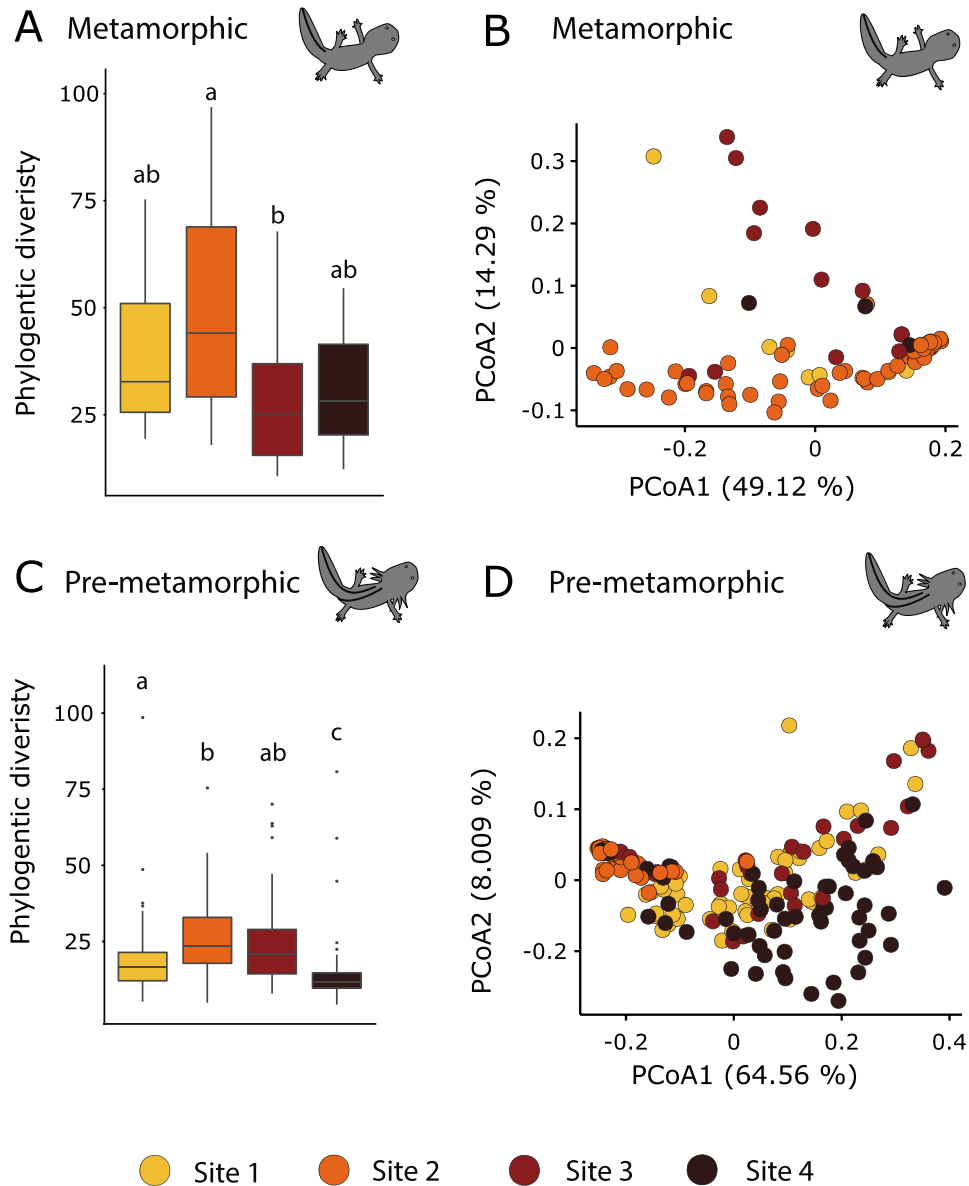 A Metamorphic
Phylogentic diveristy
100
75
50
25
ab
a
b
ab
B Metamorphic
PCoA2 (14.29 %)
0.3
0.2
0.1
0
-0.1
-0.2
0
0.2
PCoA1 (49.12 %)
C Pre-metamorphic
Phylogentic diveristy
100
75
50
25
a
b
ab
c
D Pre-metamorphic
PCoA2 (8.009 %)
0.2
0.1
0
-0.2
-0.2
0
0.2
0.4
PCoA1 (64.56 %)
Site 1
Site 2
Site 3
Site 4